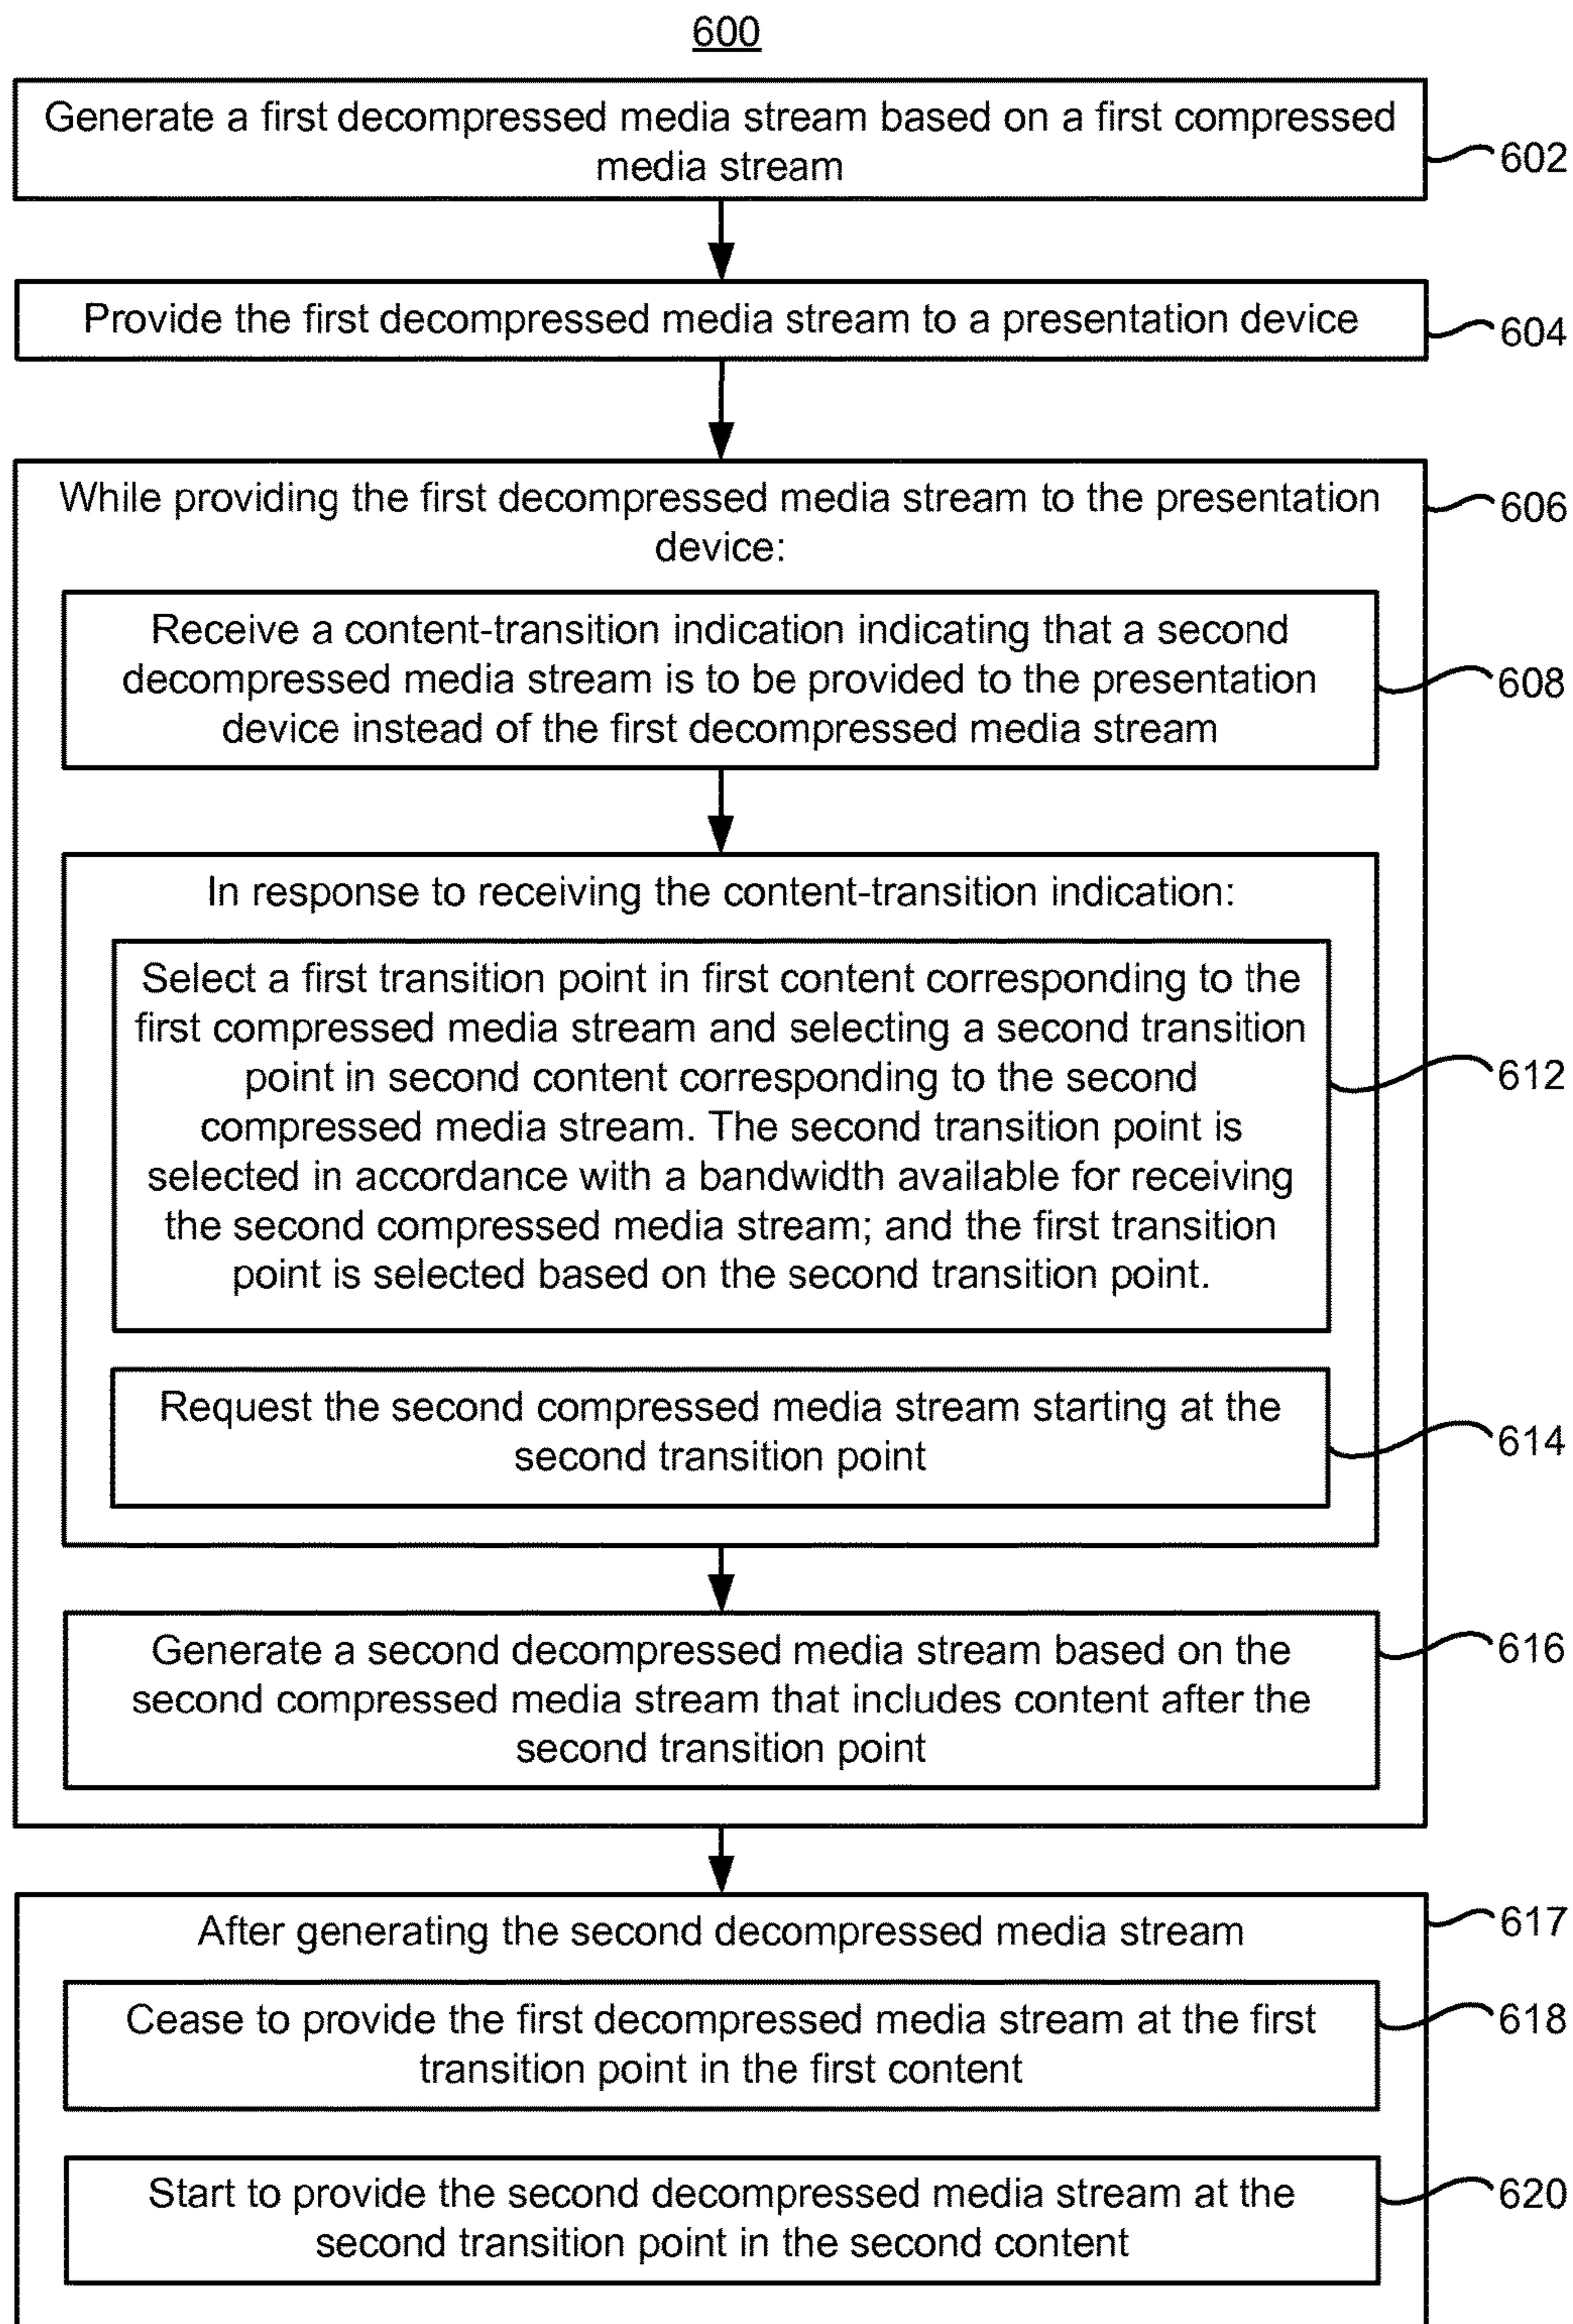 600
Generate a first decompressed media stream based on a first compressed
media stream
602
Provide the first decompressed media stream to a presentation device
604
While providing the first decompressed media stream to the presentation
device:
606
Receive a content-transition indication indicating that a second
decompressed media stream is to be provided to the presentation
device instead of the first decompressed media stream
608
In response to receiving the content-transition indication:
Select a first transition point in first content corresponding to the
first compressed media stream and selecting a second transition
point in second content corresponding to the second
compressed media stream. The second transition point is
selected in accordance with a bandwidth available for receiving
the second compressed media stream; and the first transition
point is selected based on the second transition point.
612
Request the second compressed media stream starting at the
second transition point
614
Generate a second decompressed media stream based on the
second compressed media stream that includes content after the
second transition point
616
After generating the second decompressed media stream
617
Cease to provide the first decompressed media stream at the first
transition point in the first content
618
Start to provide the second decompressed media stream at the
second transition point in the second content
620